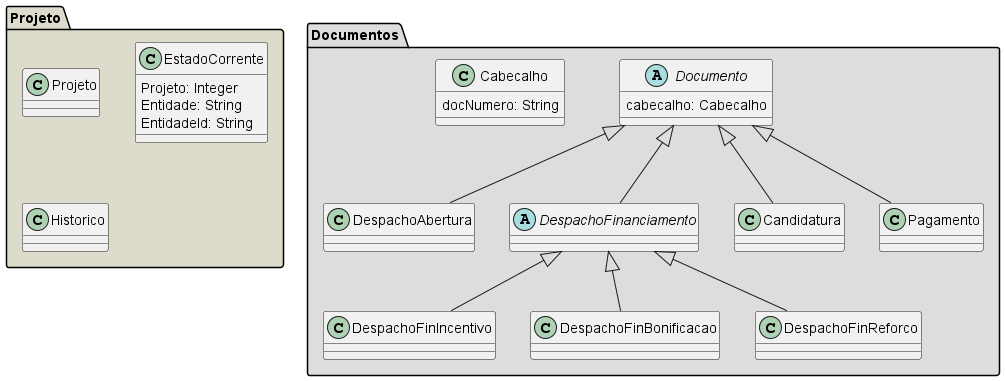 Projeto
C Projeto
C EstadoCorrente
Projeto: Integer
Entidade: String
EntidadeId: String
C Historico
Documentos
C Cabecalho
docNumero: String
A Documento
cabecalho: Cabecalho
C DespachoAbertura
A DespachoFinanciamento
C Candidatura
C Pagamento
C DespachoFinIncentivo
C DespachoFinBonificacao
C DespachoFinReforco